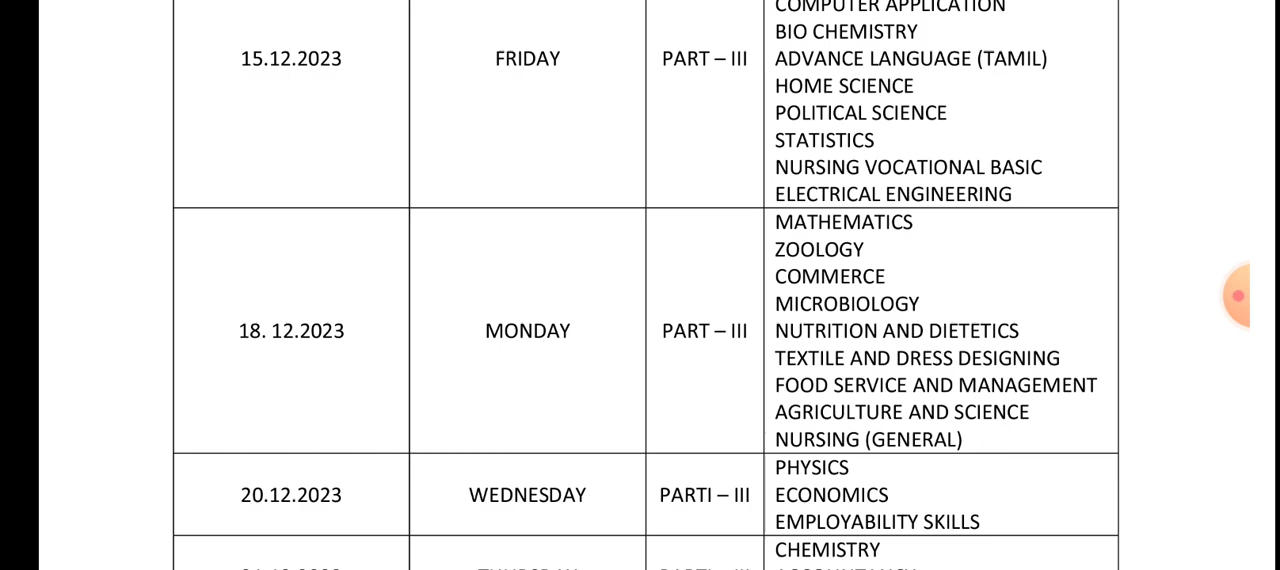 COMPUTER APPLICATION
BIO CHEMISTRY
15.12.2023 FRIDAY PART – III ADVANCE LANGUAGE (TAMIL)
HOME SCIENCE
POLITICAL SCIENCE
STATISTICS
NURSING VOCATIONAL BASIC
ELECTRICAL ENGINEERING
MATHEMATICS
ZOOLOGY
COMMERCE
MICROBIOLOGY
18. 12.2023 MONDAY PART – III NUTRITION AND DIETETICS
TEXTILE AND DRESS DESIGNING
FOOD SERVICE AND MANAGEMENT
AGRICULTURE AND SCIENCE
NURSING (GENERAL)
PHYSICS
20.12.2023 WEDNESDAY PARTI – III ECONOMICS
EMPLOYABILITY SKILLS
CHEMISTRY